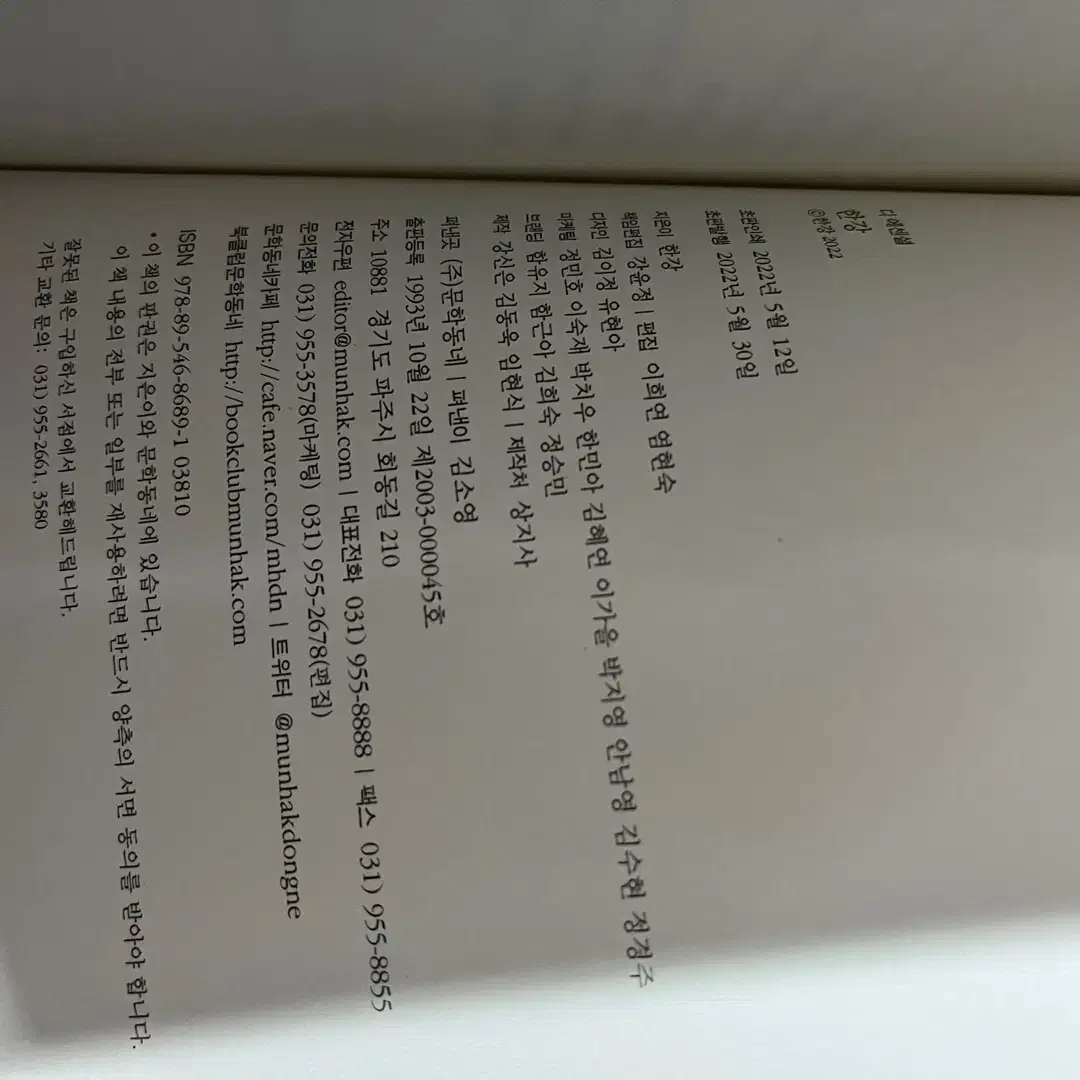 디 에센셜
한강
ⓒ한강 2022
초판인쇄 2022년 5월 12일
초판발행 2022년 5월 30일
지은이 한강
책임편집 강윤정 | 편집 이희연 염현숙
디자인 김이정 유현아
마케팅 정민호 이숙재 박치우 한민아 김혜연 이가을 박지영 안남영 김수현 정경주
브랜딩 함유지 함근아 김희숙 정승민
제작 강신은 김동욱 임현식 | 제작처 상지사
펴낸곳 (주)문학동네 | 펴낸이 김소영
출판등록 1993년 10월 22일 제2003-000045호
주소 10881 경기도 파주시 회동길 210
전자우편 editor@munhak.com | 대표전화 031) 955-8888 | 팩스 031) 955-8855
문의전화 031) 955-3578(마케팅) 031) 955-2678(편집)
문학동네카페 http://cafe.naver.com/mhdn | 트위터 @munhakdongne
북클럽문학동네 http://bookclubmunhak.com
ISBN 978-89-546-8689-1 03810
• 이 책의 판권은 지은이와 문학동네에 있습니다.
이 책 내용의 전부 또는 일부를 재사용하려면 반드시 양측의 서면 동의를 받아야 합니다.
잘못된 책은 구입하신 서점에서 교환해드립니다.
기타 교환 문의: 031) 955-2661, 3580